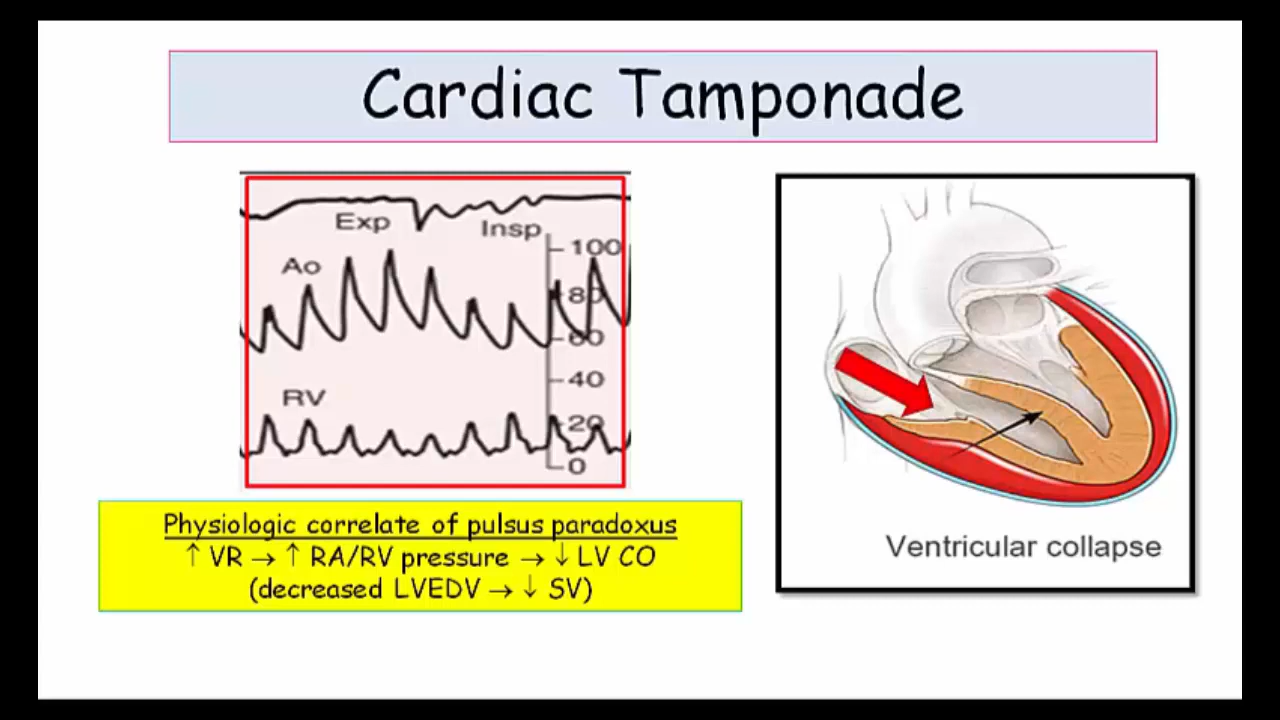 Cardiac Tamponade
Exp
Insp
100
Ao
80
60
40
RV
20
0
Physiologic correlate of pulsus paradoxus
↑ VR → ↑ RA/RV pressure → ↓ LV CO
(decreased LVEDV → ↓ SV)
Ventricular collapse